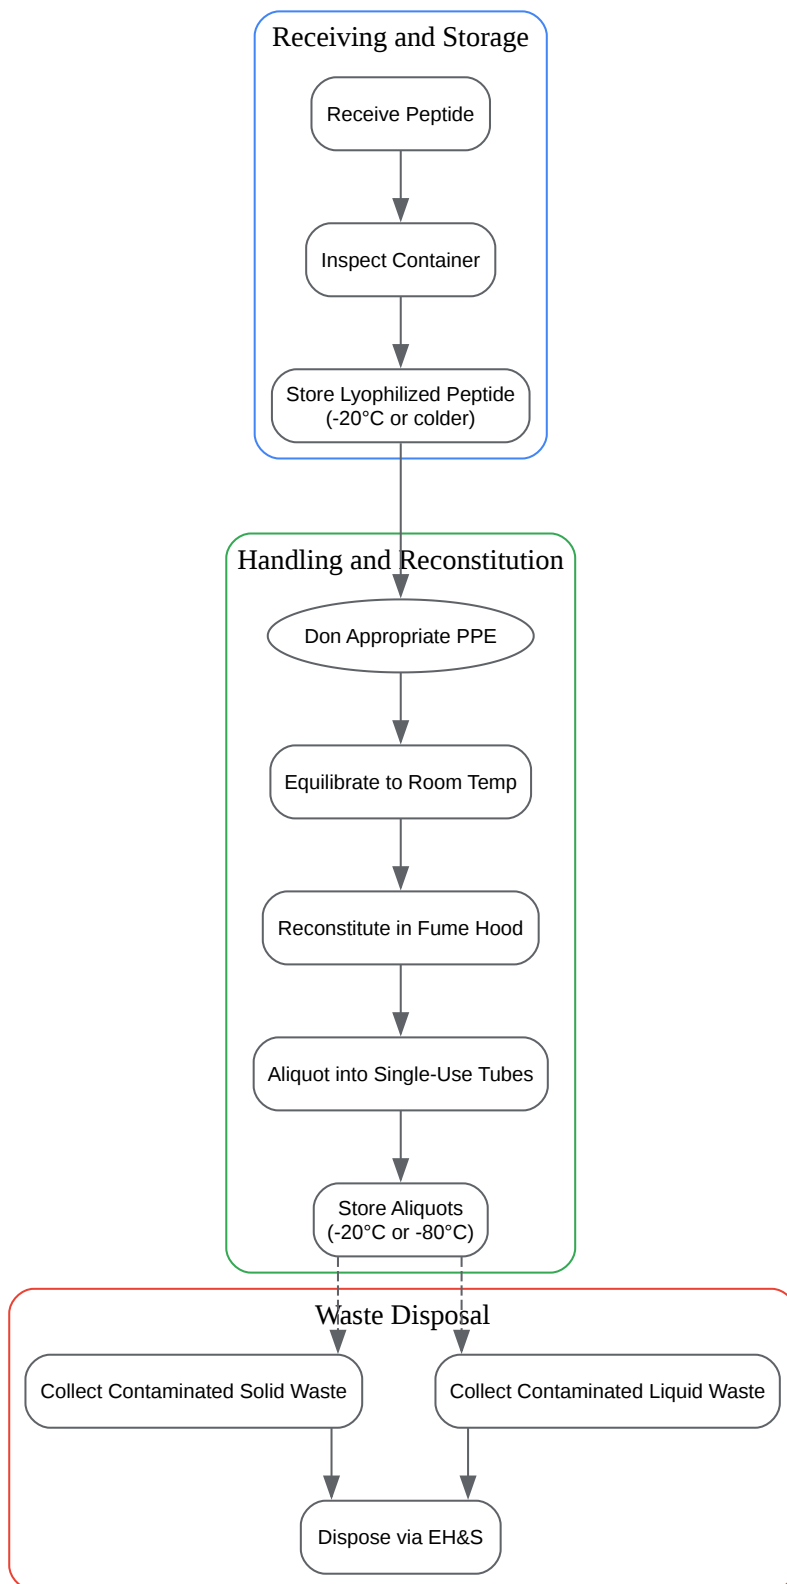 Receiving and Storage
Receive Peptide
Inspect Container
Store Lyophilized Peptide
(-20°C or colder)
Handling and Reconstitution
Don Appropriate PPE
Equilibrate to Room Temp
Reconstitute in Fume Hood
Aliquot into Single-Use Tubes
Store Aliquots
(-20°C or -80°C)
Waste Disposal
Collect Contaminated Solid Waste
Collect Contaminated Liquid Waste
Dispose via EH&S